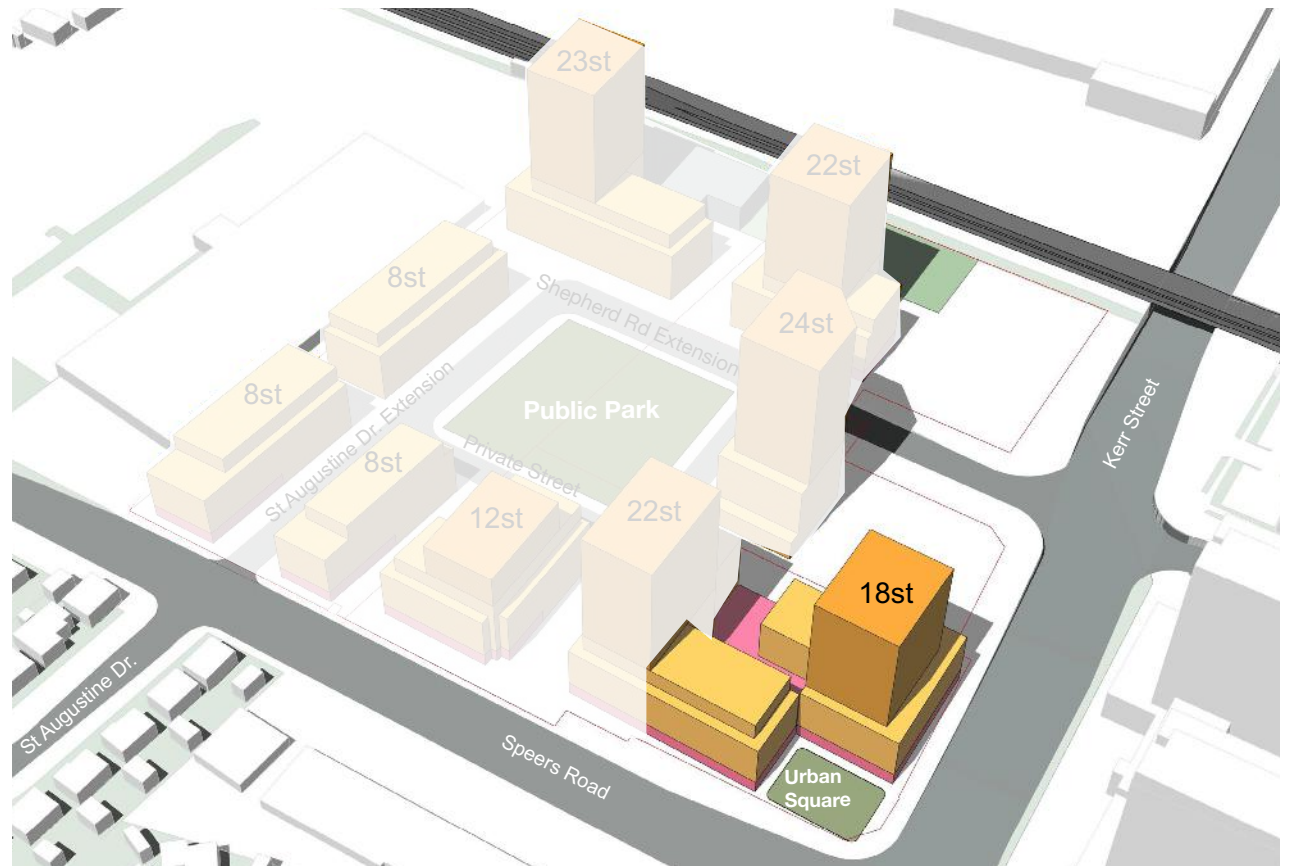 23st
22st
8st
Shepherd Rd Extension
24st
8st
Public Park
Kerr Street
St Augustine Dr. Extension
8st
Private Street
12st
22st
18st
St Augustine Dr.
Speers Road
Urban
Square